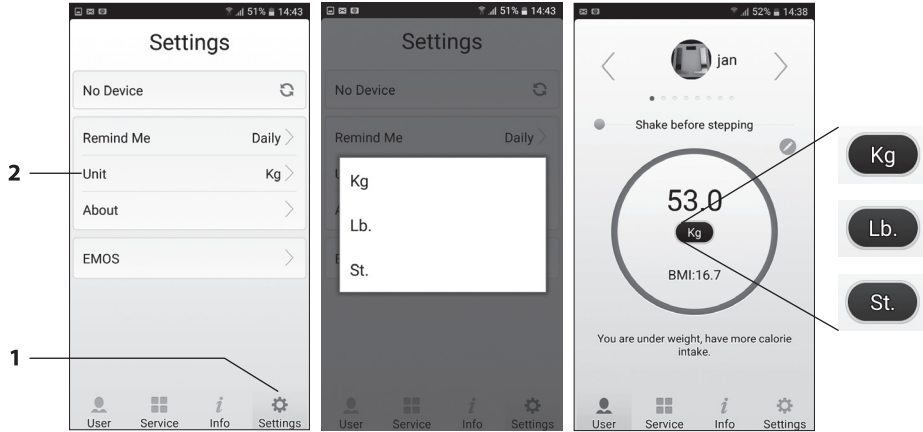 51% 14:43
Settings
No Device
Remind Me Daily
2
Unit Kg
About
EMOS
1
User Service Info Settings
51% 14:43
Settings
No Device
Remind Me Daily
Kg
Lb.
St.
User Service Info Settings
52% 14:38
jan
Shake before stepping
53.0
Kg
BMI:16.7
You are under weight, have more calorie
intake.
User Service Info Settings
Kg
Lb.
St.